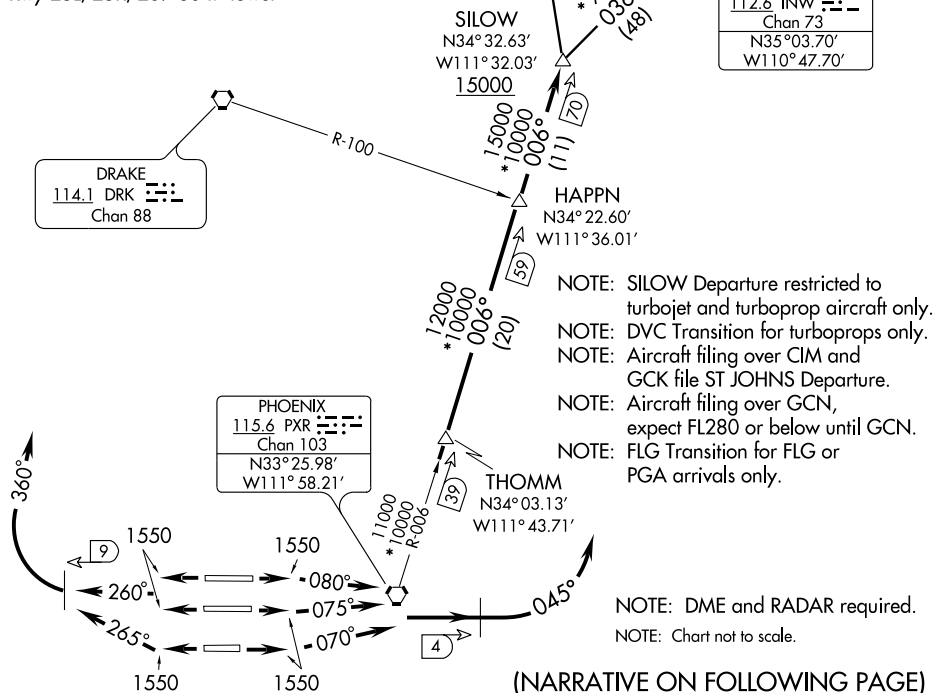 SILOW
N34° 32.63′
W111° 32.03′
15000
(48)
112.6 INW
Chan 73
N35°03.70′
W110°47.70′
70
15000
*10000
006°
(11)
R-100
DRAKE
114.1 DRK
Chan 88
HAPPN
N34°22.60′
W111°36.01′
59
12000
*10000
006°
(20)
NOTE: SILOW Departure restricted to
turbojet and turboprop aircraft only.
NOTE: DVC Transition for turboprops only.
NOTE: Aircraft filing over CIM and
GCK file ST JOHNS Departure.
NOTE: Aircraft filing over GCN,
expect FL280 or below until GCN.
NOTE: FLG Transition for FLG or
PGA arrivals only.
PHOENIX
115.6 PXR
Chan 103
N33°25.98′
W111°58.21′
THOMM
N34°03.13′
W111°43.71′
39
11000
*10000
R-006
360°
9
1550
1550
260°
080°
075°
265°
070°
1550
1550
4
045°
NOTE: DME and RADAR required.
NOTE: Chart not to scale.
(NARRATIVE ON FOLLOWING PAGE)